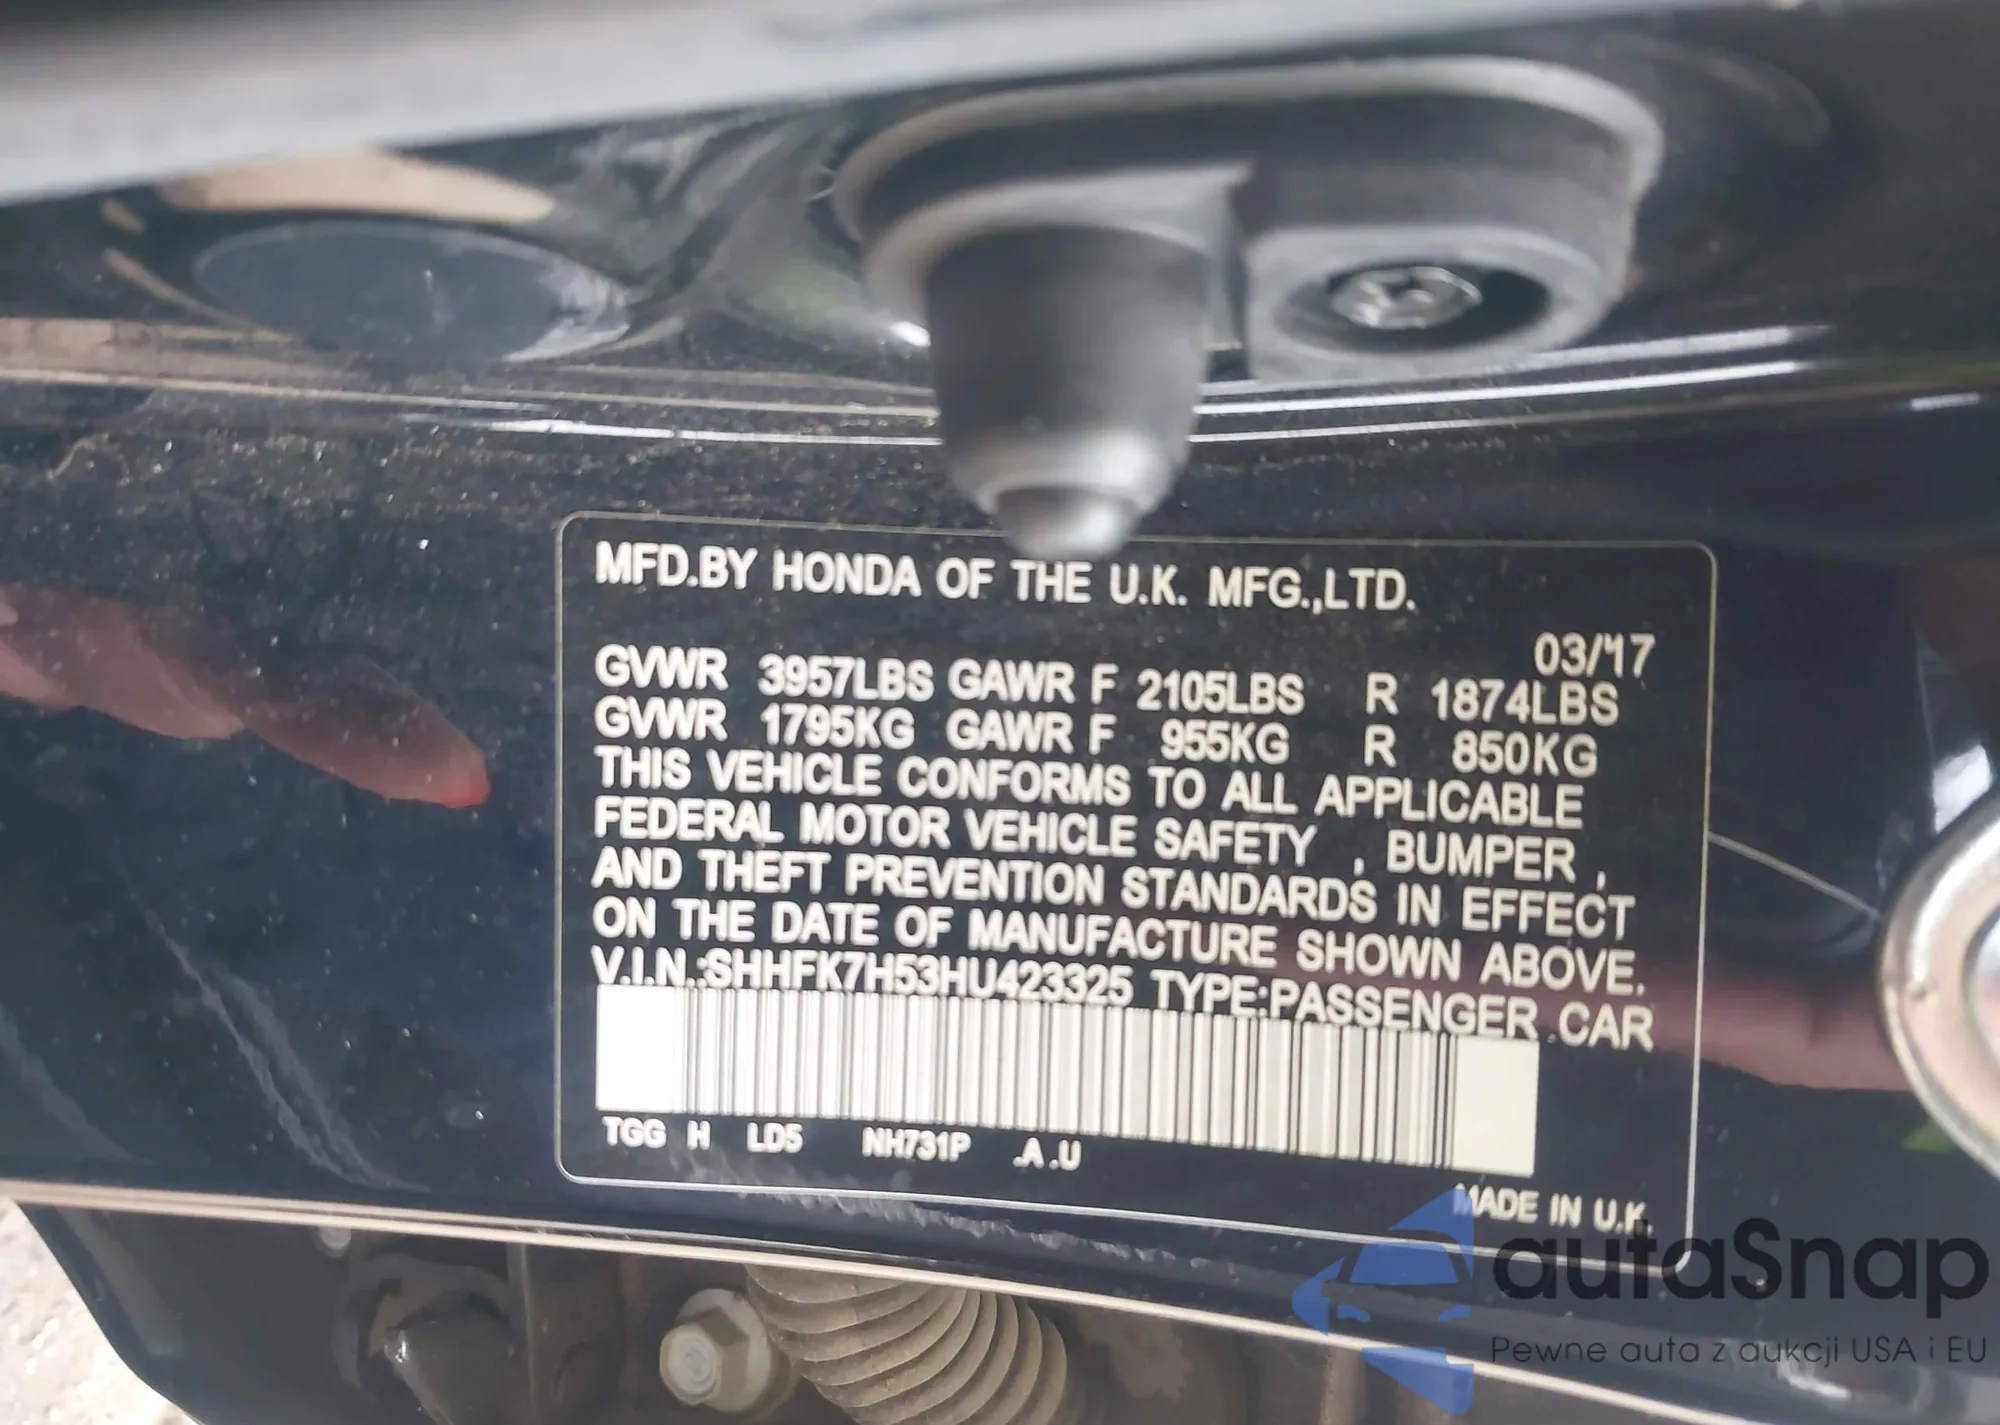 MFD.BY HONDA OF THE U.K. MFG.,LTD.
03/17
GVWR 3957LBS GAWR F 2105LBS R 1874LBS
GVWR 1795KG GAWR F 955KG R 850KG
THIS VEHICLE CONFORMS TO ALL APPLICABLE
FEDERAL MOTOR VEHICLE SAFETY , BUMPER ,
AND THEFT PREVENTION STANDARDS IN EFFECT
ON THE DATE OF MANUFACTURE SHOWN ABOVE.
V.I.N.:SHHFK7H53HU423325 TYPE:PASSENGER CAR
TGG H LD5 NH731P .A .U
MADE IN U.K.
autaSnap
Pewne auta z aukcji USA i EU